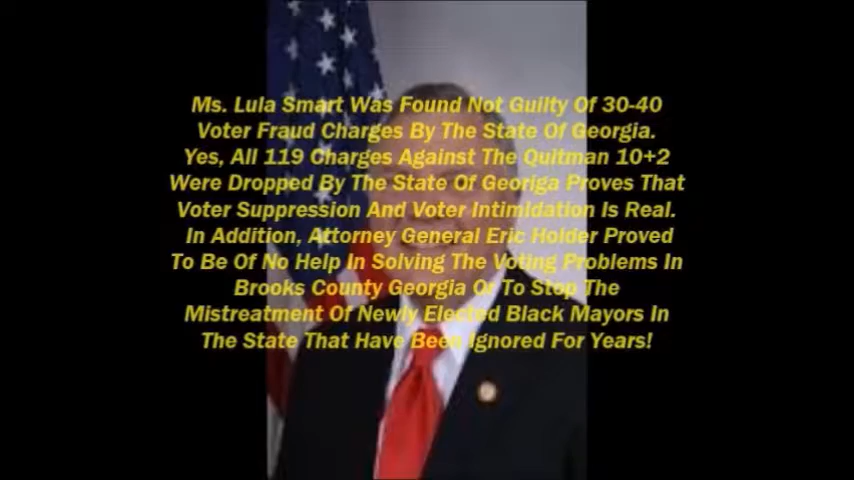 Ms. Lula Smart Was Found Not Guilty Of 30-40
Voter Fraud Charges By The State Of Georgia.
Yes, All 119 Charges Against The Quitman 10+2
Were Dropped By The State Of Georiga Proves That
Voter Suppression And Voter Intimidation Is Real.
In Addition, Attorney General Eric Holder Proved
To Be Of No Help In Solving The Voting Problems In
Brooks County Georgia Or To Stop The
Mistreatment Of Newly Elected Black Mayors In
The State That Have Been Ignored For Years!